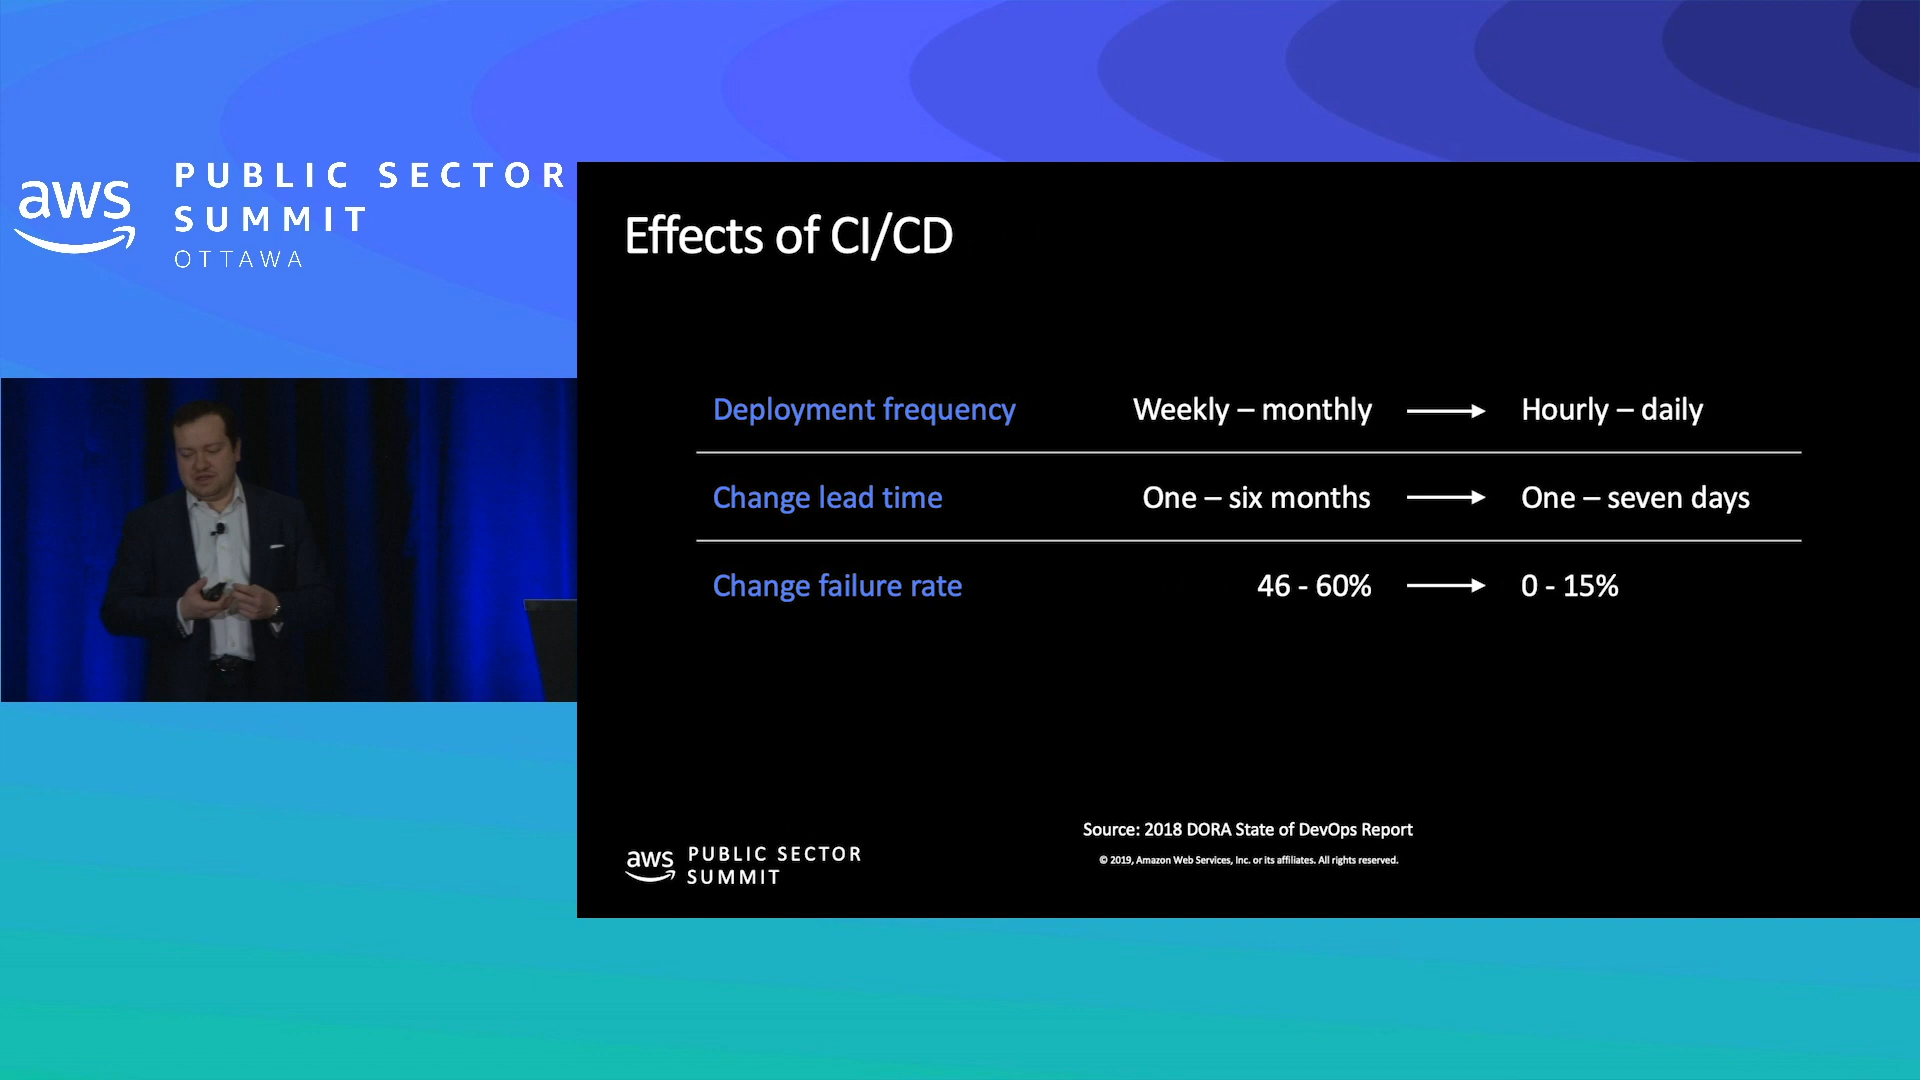 aws
PUBLIC SECTOR
SUMMIT
OTTAWA
Effects of CI/CD
Deployment frequency Weekly – monthly Hourly – daily
Change lead time One – six months One – seven days
Change failure rate 46 - 60% 0 - 15%
Source: 2018 DORA State of DevOps Report
© 2019, Amazon Web Services, Inc. or its affiliates. All rights reserved.
aws
PUBLIC SECTOR
SUMMIT